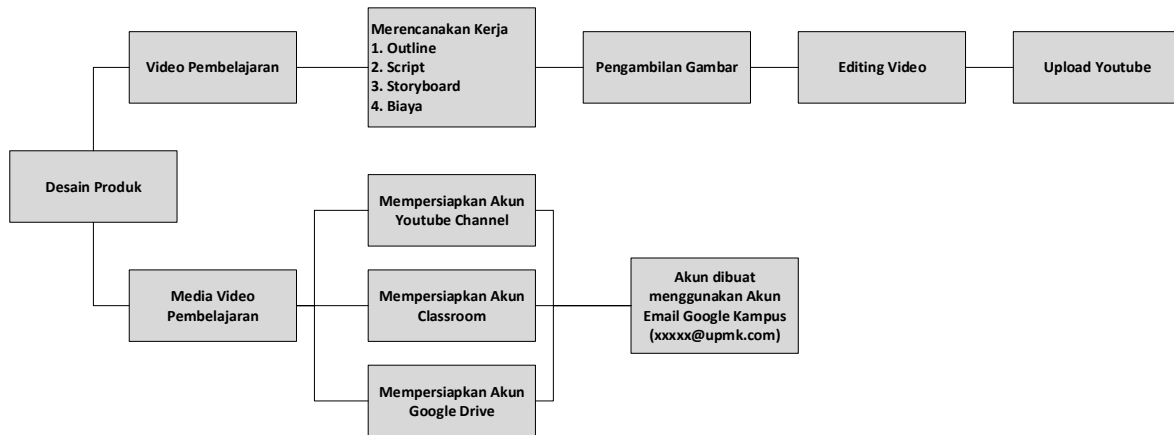 Video Pembelajaran
Merencanakan Kerja
1. Outline
2. Script
3. Storyboard
4. Biaya
Pengambilan Gambar
Editing Video
Upload Youtube
Desain Produk
Mempersiapkan Akun
Youtube Channel
Media Video
Pembelajaran
Mempersiapkan Akun
Classroom
Mempersiapkan Akun
Google Drive
Akun dibuat
menggunakan Akun
Email Google Kampus
(xxxxx@upmk.com)